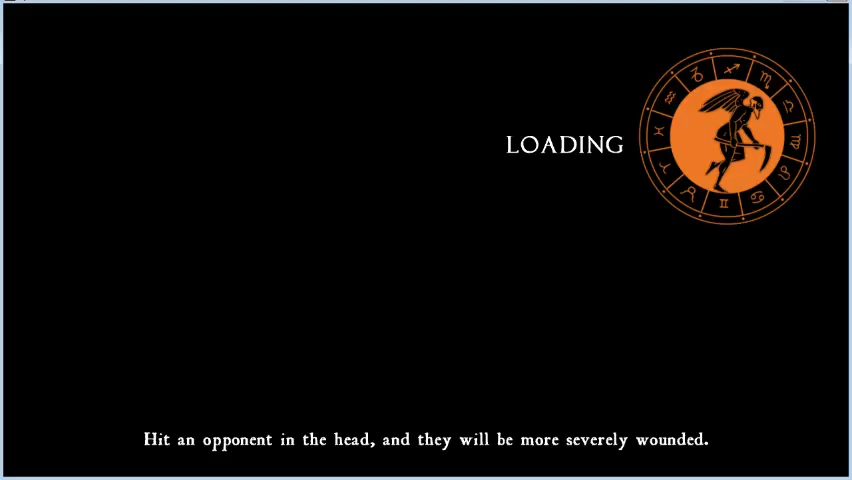 LOADING
Hit an opponent in the head, and they will be more severely wounded.